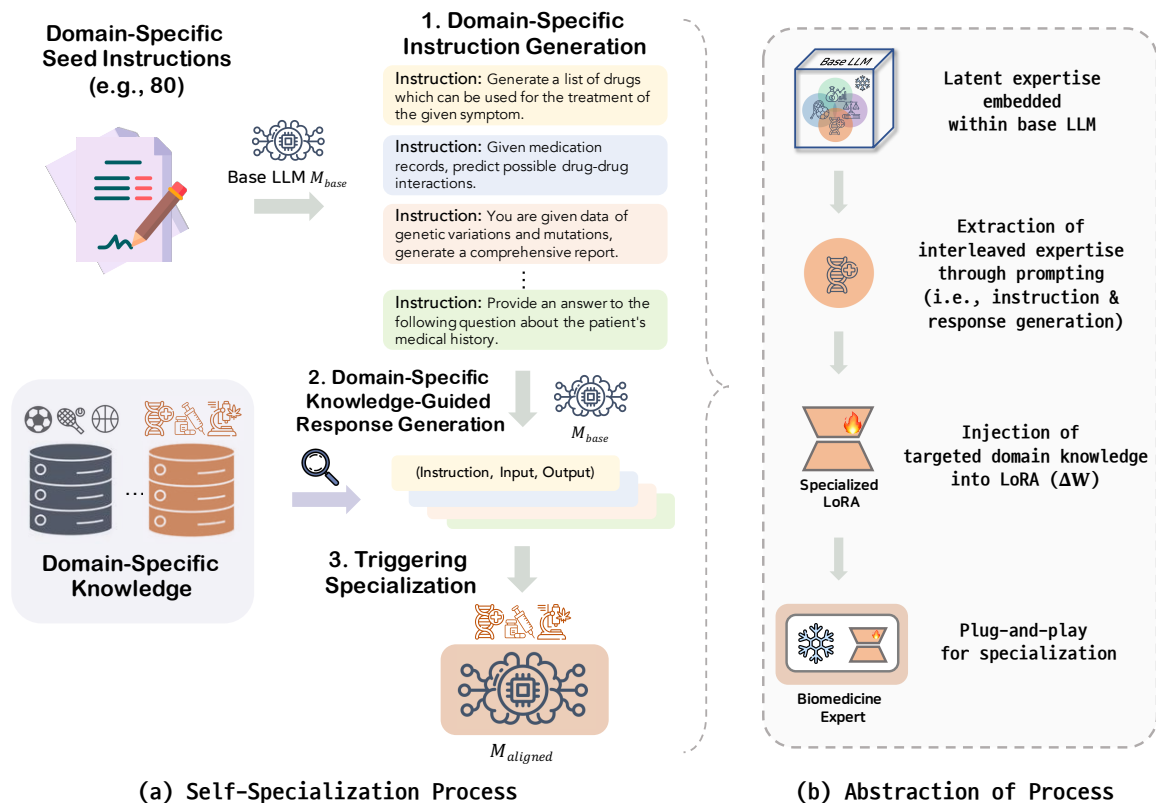 Domain-Specific
Seed Instructions
(e.g., 80)
Base LLM M_base
1. Domain-Specific
Instruction Generation
Instruction: Generate a list of drugs
which can be used for the treatment of
the given symptom.
Instruction: Given medication
records, predict possible drug-drug
interactions.
Instruction: You are given data of
genetic variations and mutations,
generate a comprehensive report.
⋮
Instruction: Provide an answer to the
following question about the patient's
medical history.
2. Domain-Specific
Knowledge-Guided
Response Generation
M_base
...
Domain-Specific
Knowledge
(Instruction, Input, Output)
3. Triggering
Specialization
M_aligned
(a) Self-Specialization Process
Base LLM
Latent expertise
embedded
within base LLM
Extraction of
interleaved expertise
through prompting
(i.e., instruction &
response generation)
Specialized
LoRA
Injection of
targeted domain knowledge
into LoRA (ΔW)
Biomedicine
Expert
Plug-and-play
for specialization
(b) Abstraction of Process